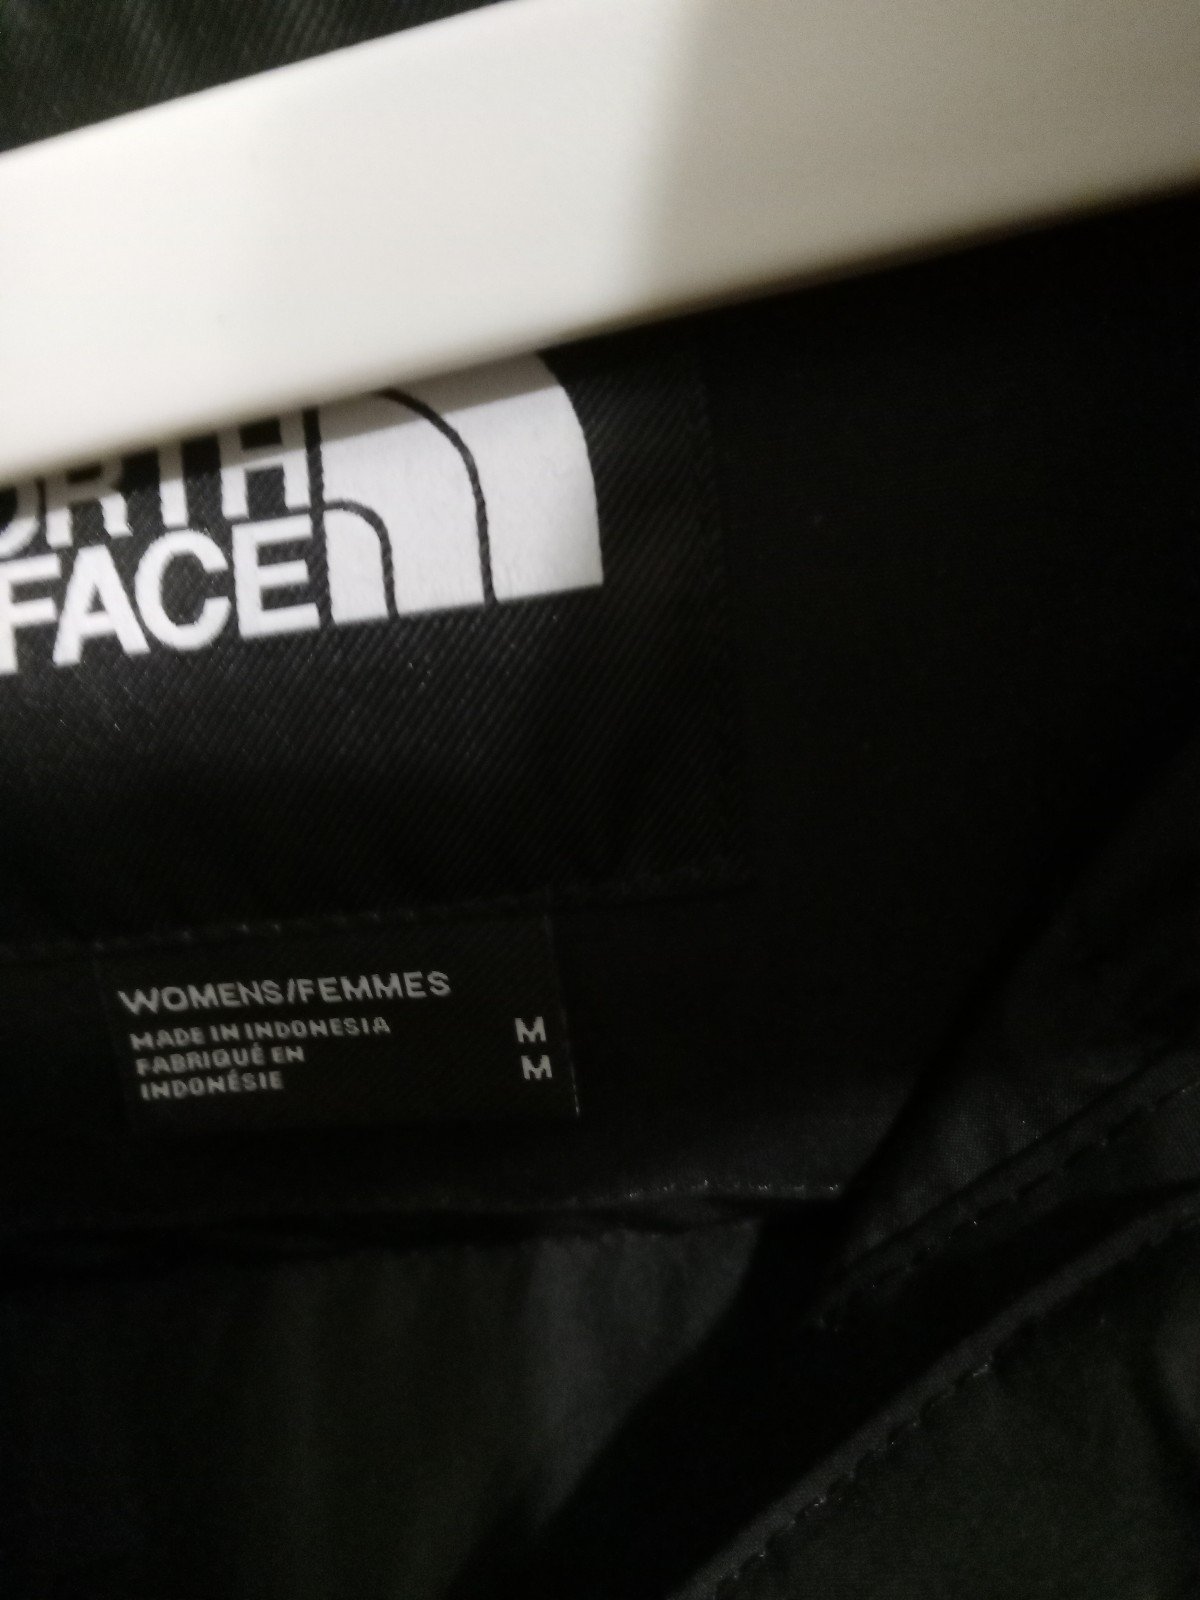 ORTH
FACE
WOMENS/FEMMES
MADE IN INDONESIA M
FABRIQUÉ EN M
INDONÉSIE